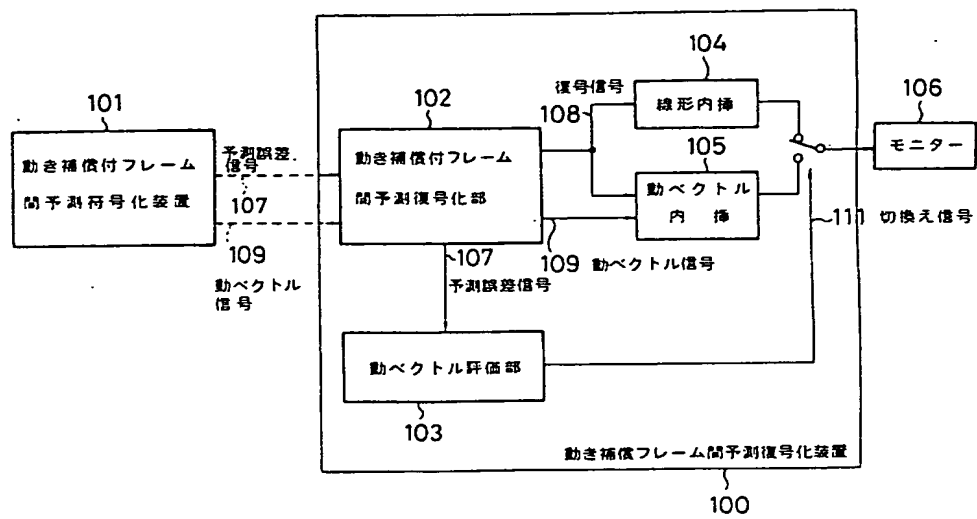 101
動き補償付フレーム
間予測符号化装置
予測誤差
信号
107
109
動ベクトル
信号
102
動き補償付フレーム
間予測復号化部
復号信号
108
104
線形内挿
105
動ベクトル
内挿
106
モニター
111 切換え信号
107
予測誤差信号
109 動ベクトル信号
動ベクトル評価部
103
動き補償フレーム間予測復号化装置
100